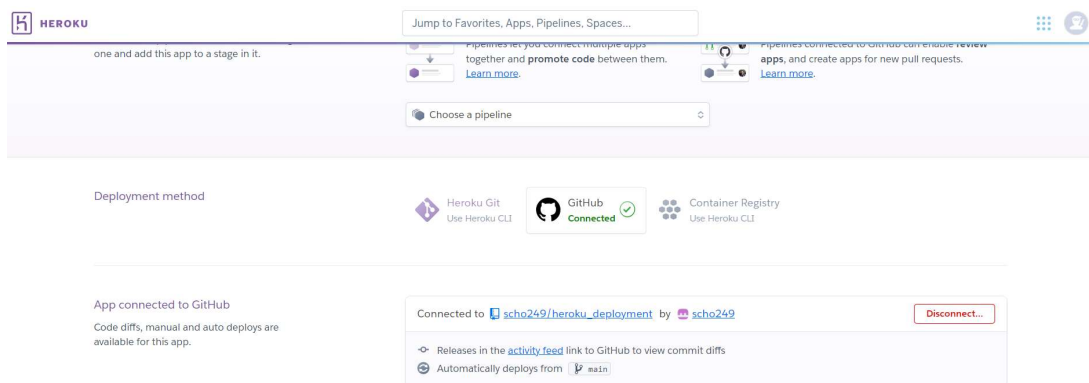 HEROKU
Jump to Favorites, Apps, Pipelines, Spaces...
one and add this app to a stage in it.
Pipelines let you connect multiple apps
together and promote code between them.
Learn more.
Pipelines connected to GitHub can enable review
apps, and create apps for new pull requests.
Learn more.
Choose a pipeline
Deployment method
Heroku Git
Use Heroku CLI
GitHub
Connected
Container Registry
Use Heroku CLI
App connected to GitHub
Code diffs, manual and auto deploys are
available for this app.
Connected to scho249/heroku_deployment by scho249
Disconnect...
Releases in the activity feed link to GitHub to view commit diffs
Automatically deploys from main